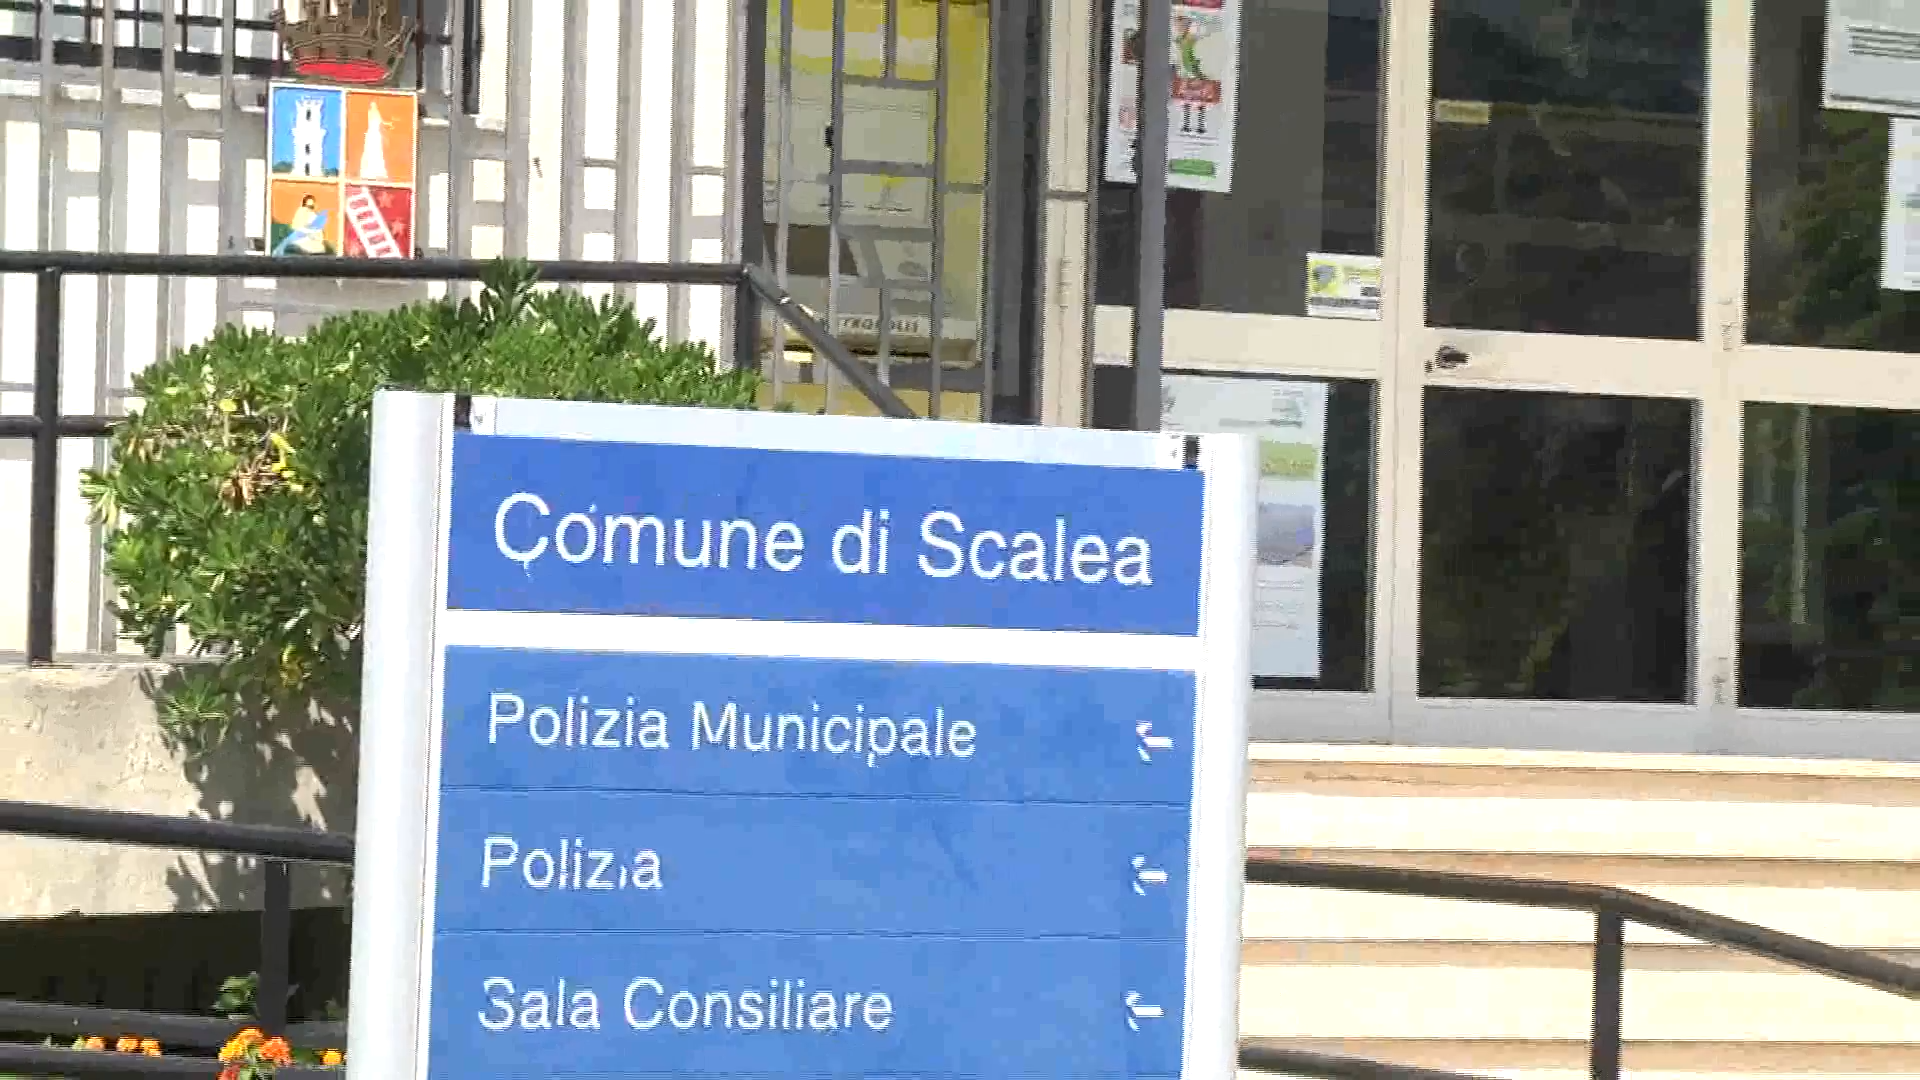 Comune di Scalea
Polizia Municipale
Polizia
Sala Consiliare